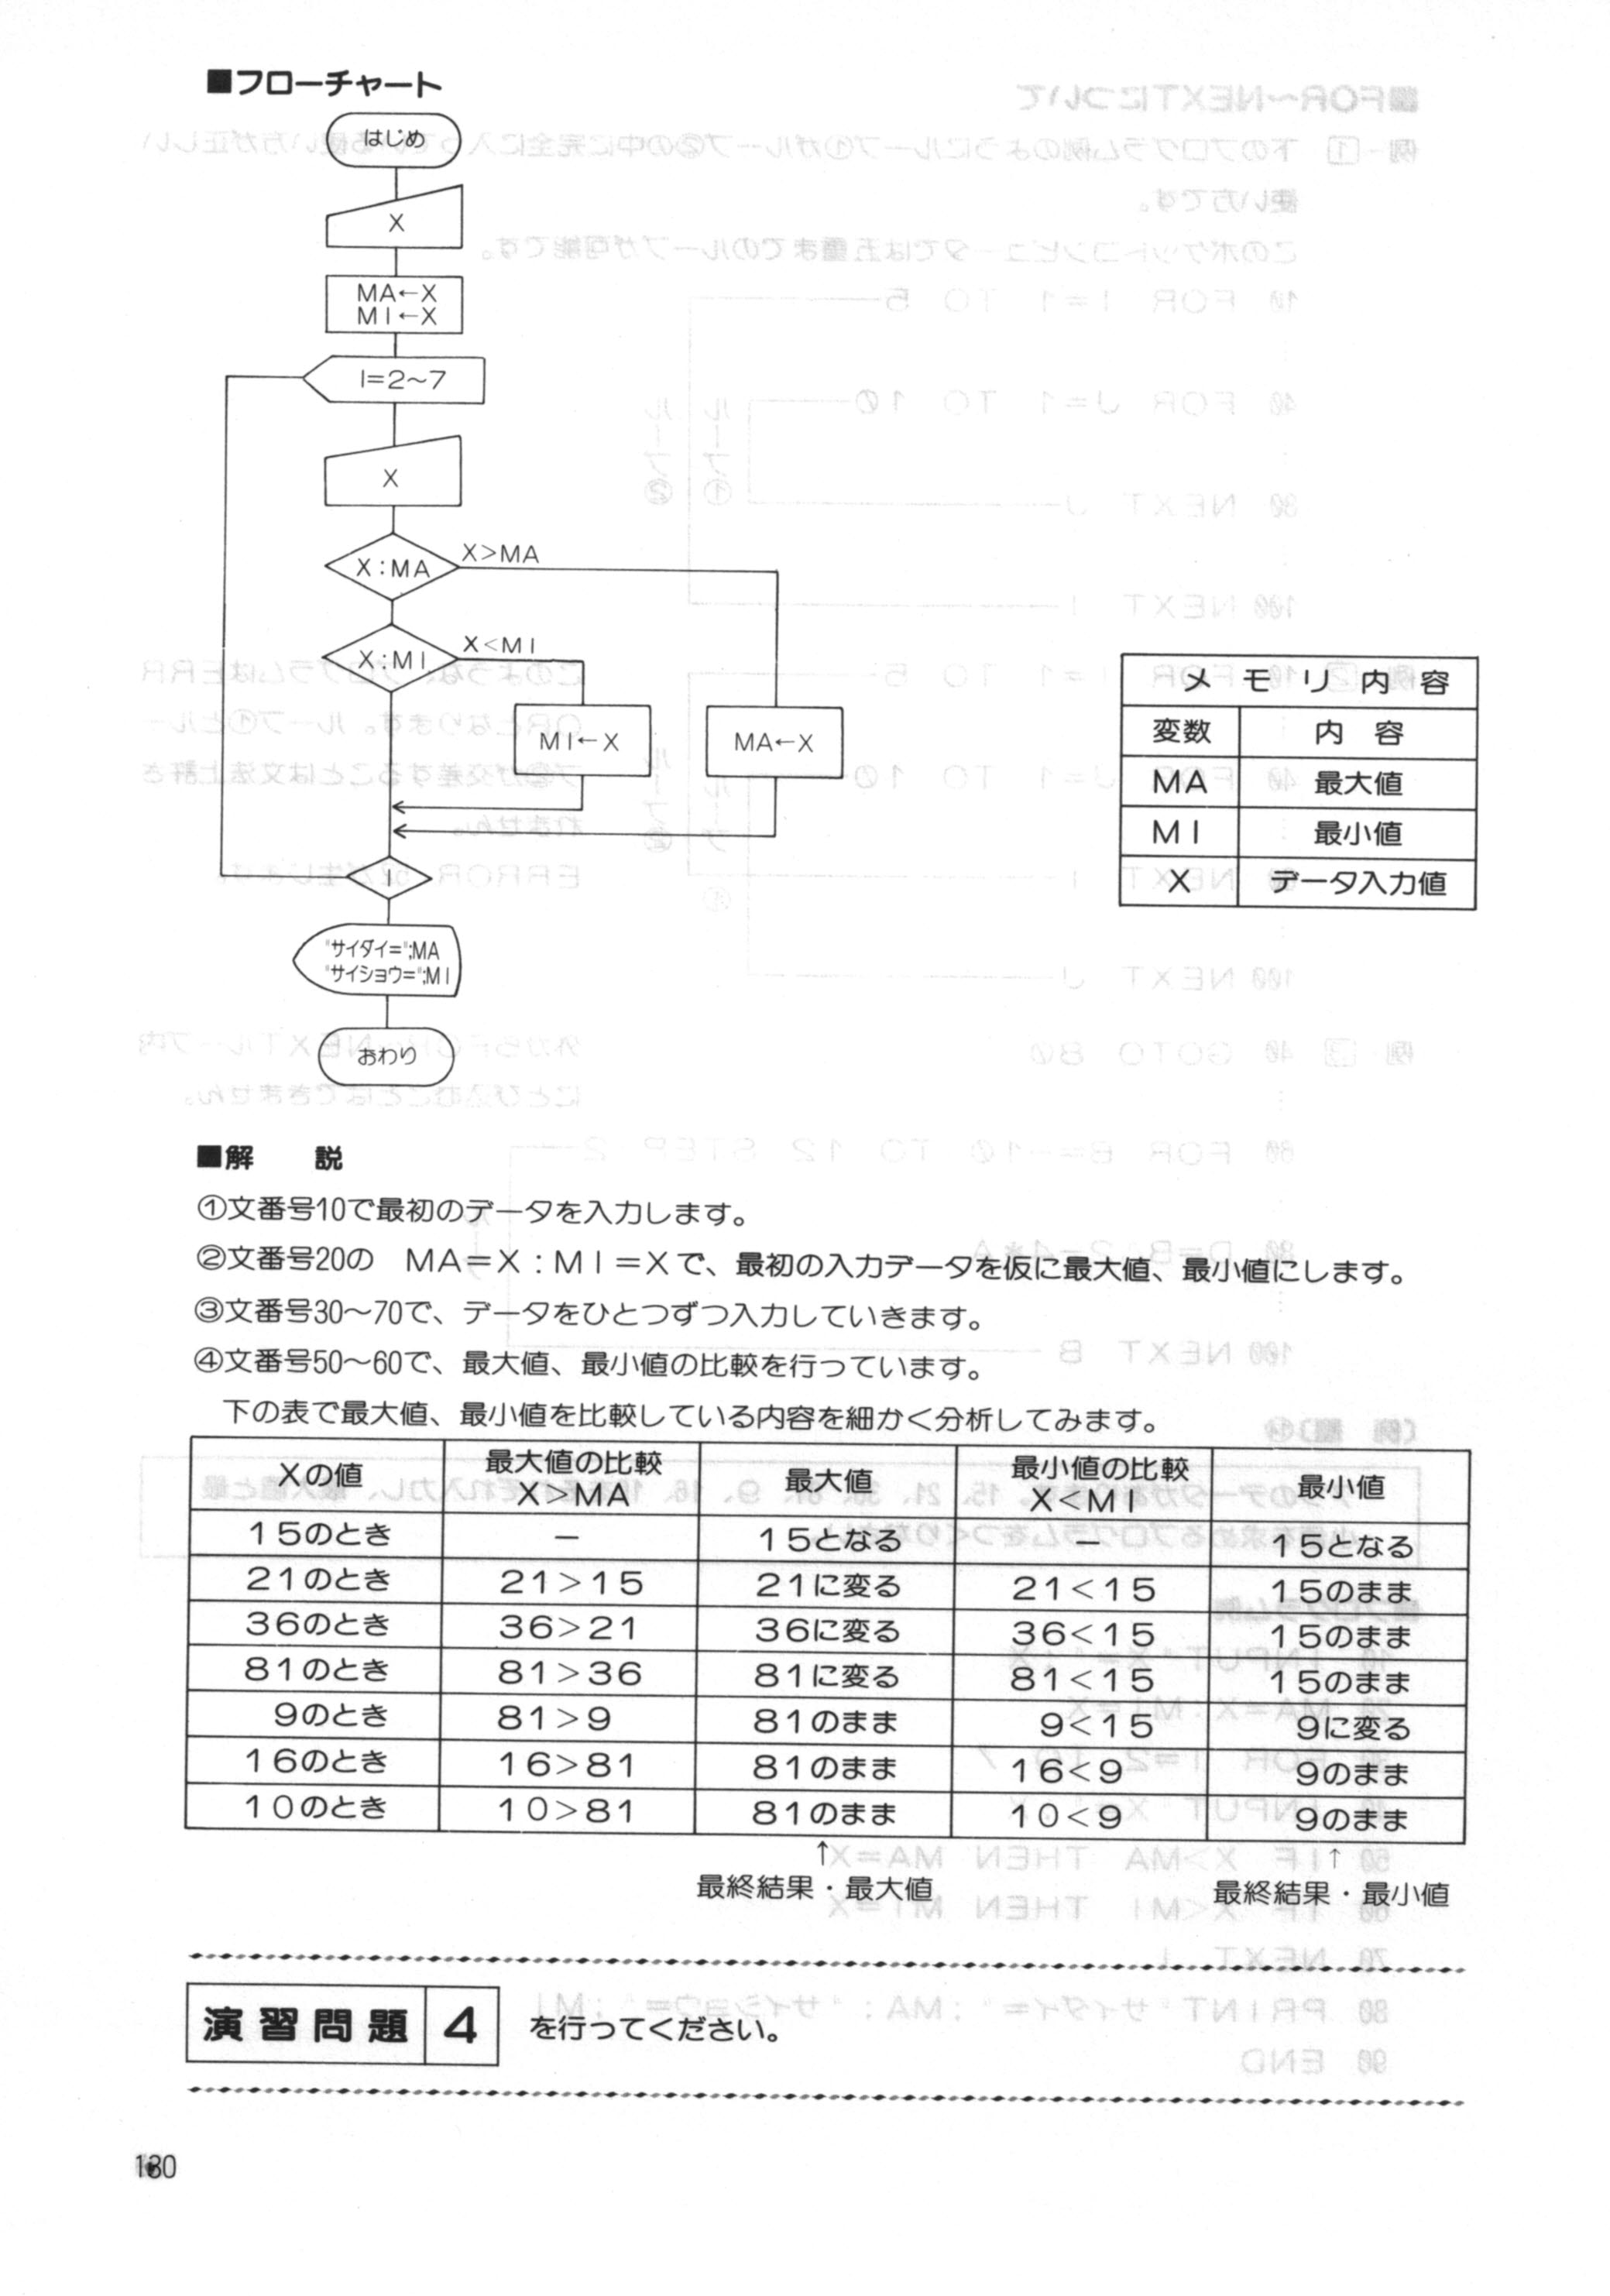 ■フローチャート
はじめ
X
MA←X
MI←X
I=2〜7
X
X:MA
X>MA
X:MI
X<MI
MI←X
MA←X
"サイダイ=";MA
"サイショウ=";MI
おわり
メモリ内容
変数 内容
MA 最大値
MI 最小値
X データ入力値
■解　説
①文番号10で最初のデータを入力します。
②文番号20の　MA=X:MI=Xで、最初の入力データを仮に最大値、最小値にします。
③文番号30〜70で、データをひとつずつ入力していきます。
④文番号50〜60で、最大値、最小値の比較を行っています。
下の表で最大値、最小値を比較している内容を細かく分析してみます。
Xの値 最大値の比較 X>MA 最大値 最小値の比較 X<MI 最小値
15のとき − 15となる − 15となる
21のとき 21>15 21に変る 21<15 15のまま
36のとき 36>21 36に変る 36<15 15のまま
81のとき 81>36 81に変る 81<15 15のまま
9のとき 81>9 81のまま 9<15 9に変る
16のとき 16>81 81のまま 16<9 9のまま
10のとき 10>81 81のまま 10<9 9のまま
↑ ↑
最終結果・最大値 最終結果・最小値
演習問題 4 を行ってください。
130